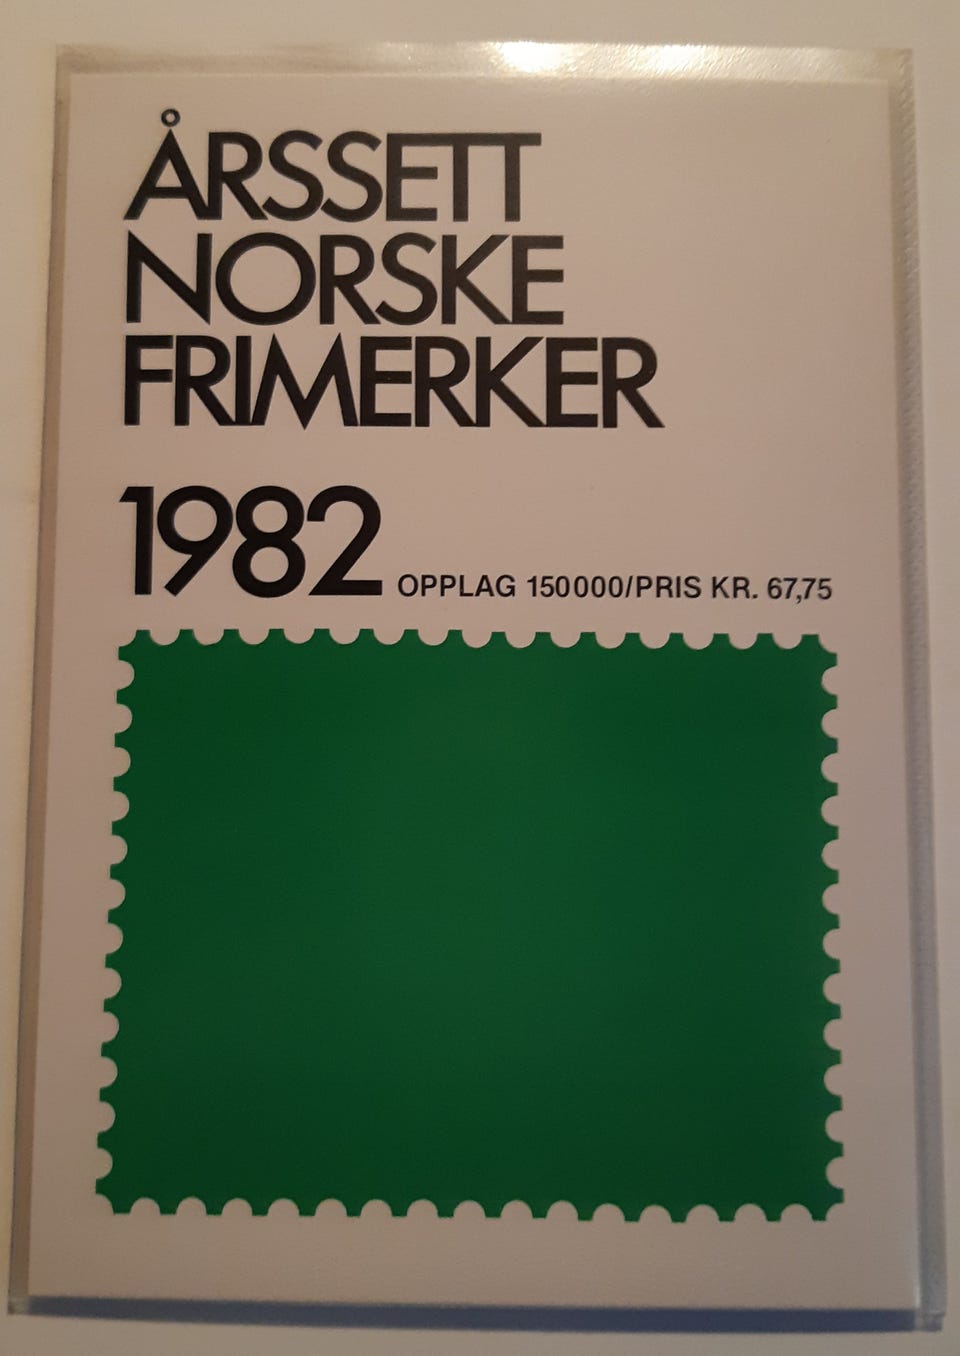 ÅRSSETT
NORSKE
FRIMERKER
1982 OPPLAG 150000/PRIS KR. 67,75